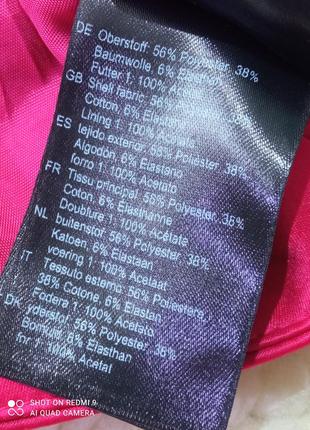 DE Oberstoff: 56% Polyester, 38%
Baumwolle, 6% Elasthan
Futter 1: 100% Acetat
GB Shell fabric: 56% Polyester, 38%
Cotton, 6% Elastane
Lining 1: 100% Acetate
ES tejido exterior: 56% Poliester, 38%
Algodón, 6% Elastano
forro 1: 100% Acetato
FR Tissu principal: 56% Polyester, 38%
Coton, 6% Elasthanne
Doublure 1: 100% Acétate
NL buitenstof: 56% Polyester, 38%
Katoen, 6% Elastaan
voering 1: 100% Acetaat
IT Tessuto esterno: 56% Poliestere,
38% Cotone, 6% Elastan
Fodera 1: 100% Acetato
DK yderstof: 56% Polyester, 38%
Bomuld, 6% Elasthan
for 1: 100% Acetat
SHOT ON REDMI 9
AI QUAD CAMERA